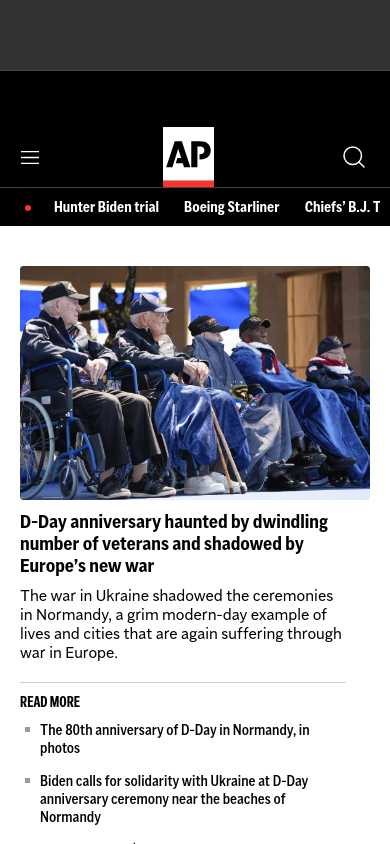 AP
Hunter Biden trial
Boeing Starliner
Chiefs’ B.J. T
D-Day anniversary haunted by dwindling
number of veterans and shadowed by
Europe’s new war
The war in Ukraine shadowed the ceremonies
in Normandy, a grim modern-day example of
lives and cities that are again suffering through
war in Europe.
READ MORE
The 80th anniversary of D-Day in Normandy, in
photos
Biden calls for solidarity with Ukraine at D-Day
anniversary ceremony near the beaches of
Normandy